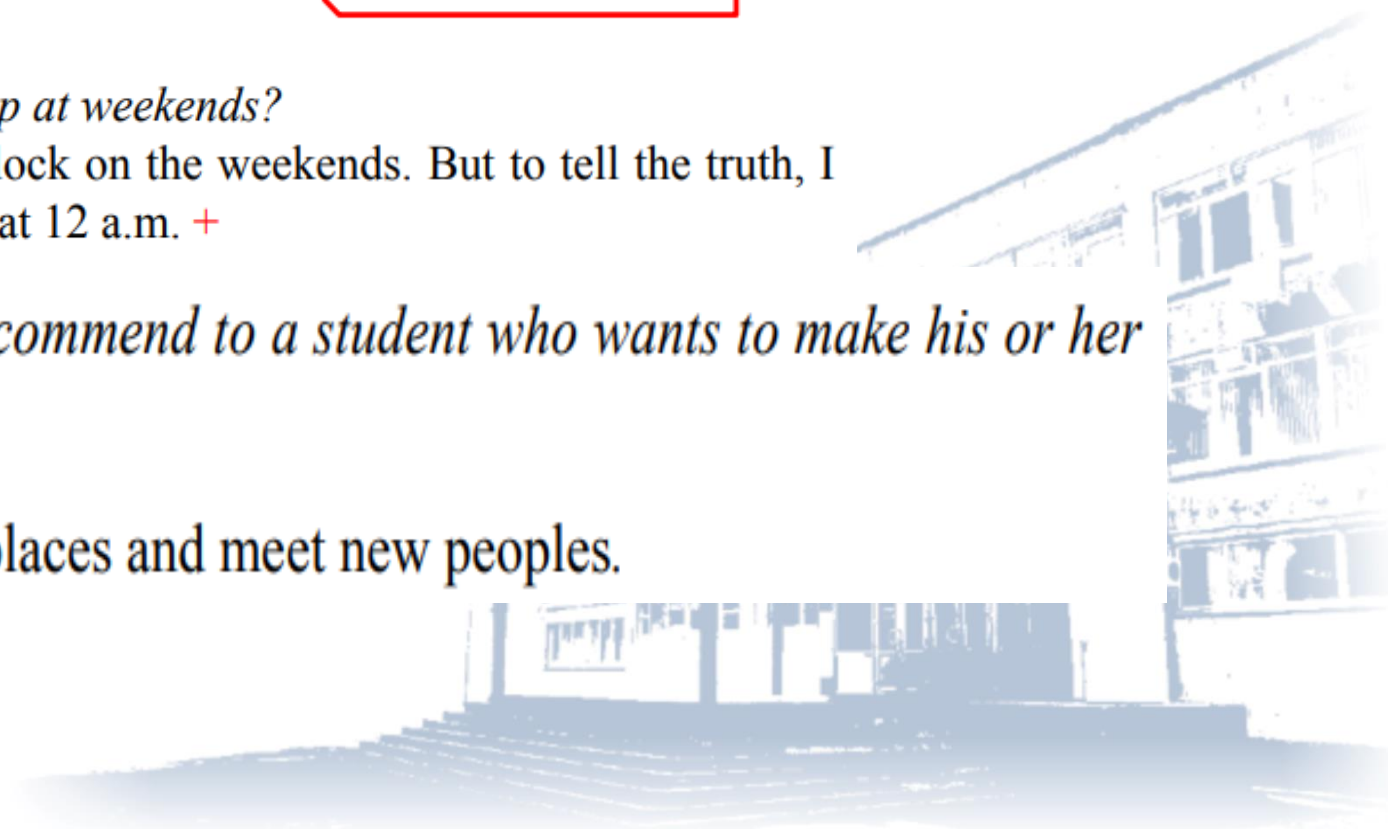 p at weekends?
lock on the weekends. But to tell the truth, I
at 12 a.m. +
commend to a student who wants to make his or her
places and meet new peoples.